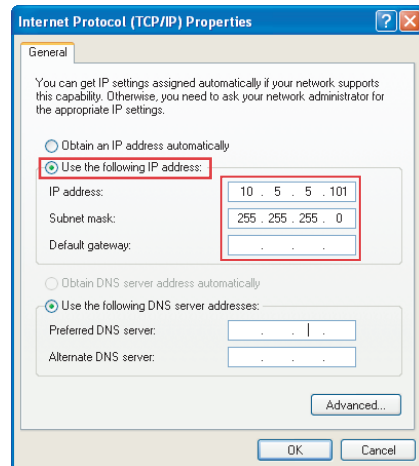 Internet Protocol (TCP/IP) Properties
General
You can get IP settings assigned automatically if your network supports
this capability. Otherwise, you need to ask your network administrator for
the appropriate IP settings.
Obtain an IP address automatically
Use the following IP address:
IP address: 10 . 5 . 5 . 101
Subnet mask: 255 . 255 . 255 . 0
Default gateway: . . .
Obtain DNS server address automatically
Use the following DNS server addresses:
Preferred DNS server: . . .
Alternate DNS server: . . .
Advanced...
OK Cancel